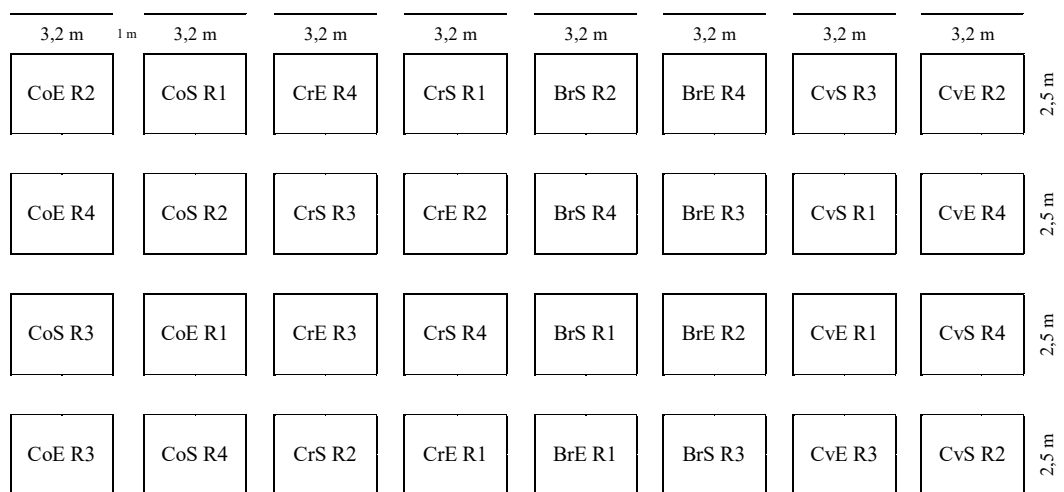 3,2 m 1 m 3,2 m 3,2 m 3,2 m 3,2 m 3,2 m 3,2 m 3,2 m
CoE R2 CoS R1 CrE R4 CrS R1 BrS R2 BrE R4 CvS R3 CvE R2 2,5 m
CoE R4 CoS R2 CrS R3 CrE R2 BrS R4 BrE R3 CvS R1 CvE R4 2,5 m
CoS R3 CoE R1 CrE R3 CrS R4 BrS R1 BrE R2 CvE R1 CvS R4 2,5 m
CoE R3 CoS R4 CrS R2 CrE R1 BrE R1 BrS R3 CvE R3 CvS R2 2,5 m